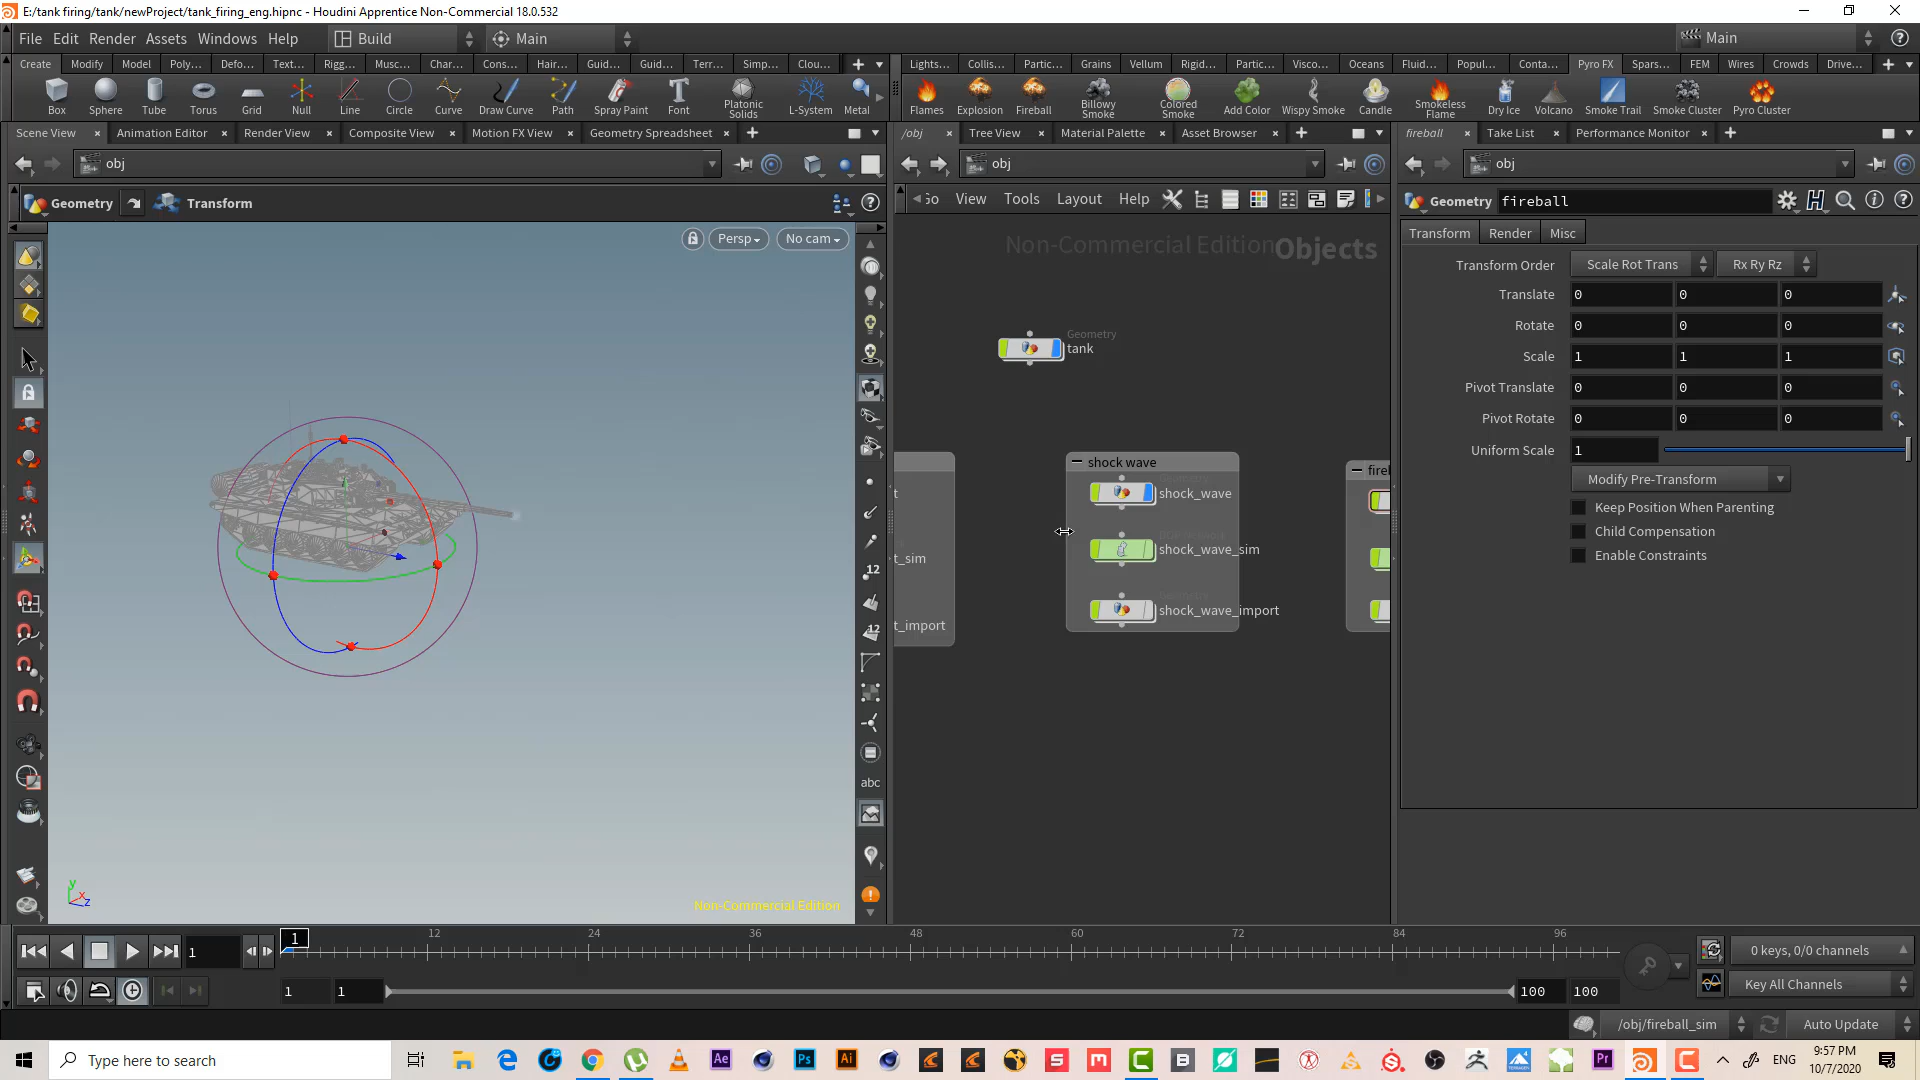 E:/tank firing/tank/newProject/tank_firing_eng.hipnc - Houdini Apprentice Non-Commercial 18.0.532
File Edit Render Assets Windows Help Build Main Main
Create Modify Model Poly... Defo... Text... Rigg... Musc... Char... Cons... Hair... Guid... Guid... Terr... Simp... Clou...
Lights... Collis... Partic... Grains Vellum Rigid... Partic... Visco... Oceans Fluid... Popul... Conta... Pyro FX Spars... FEM Wires Crowds Drive...
Box Sphere Tube Torus Grid Null Line Circle Curve Draw Curve Path Spray Paint Font Platonic Solids L-System Metal
Flames Explosion Fireball Billowy Smoke Colored Smoke Add Color Wispy Smoke Candle Smokeless Flame Dry Ice Volcano Smoke Trail Smoke Cluster Pyro Cluster
Scene View Animation Editor Render View Composite View Motion FX View Geometry Spreadsheet
/obj Tree View Material Palette Asset Browser
fireball Take List Performance Monitor
obj
obj
obj
Geometry Transform
Go View Tools Layout Help
Geometry fireball
Transform Render Misc
Persp No cam
Non-Commercial Edition Objects
Geometry
tank
shock wave
shock_wave
shock_wave_sim
Geometry
shock_wave_import
t
t_sim
t_import
Transform Order Scale Rot Trans Rx Ry Rz
Translate 0 0 0
Rotate 0 0 0
Scale 1 1 1
Pivot Translate 0 0 0
Pivot Rotate 0 0 0
Uniform Scale 1
Modify Pre-Transform
Keep Position When Parenting
Child Compensation
Enable Constraints
12
12
abc
y
x
z
Non-Commercial Edition
1 1 12 24 36 48 60 72 84 96
0 keys, 0/0 channels
1 1 100 100
Key All Channels
/obj/fireball_sim Auto Update
Type here to search
ENG
9:57 PM
10/7/2020